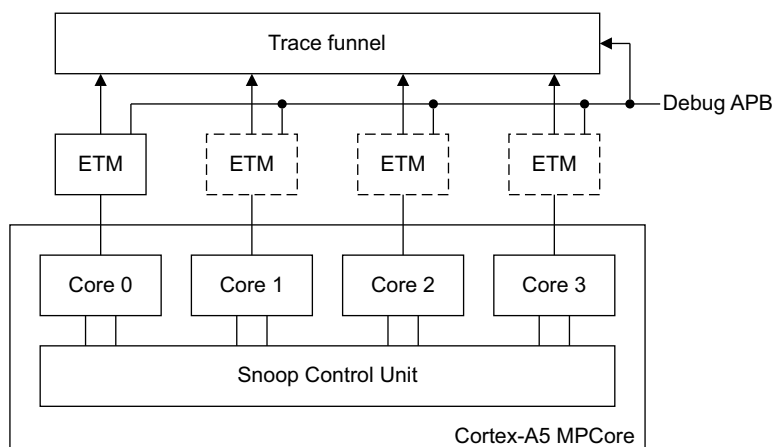 Trace funnel
Debug APB
ETM ETM ETM ETM
Core 0 Core 1 Core 2 Core 3
Snoop Control Unit
Cortex-A5 MPCore